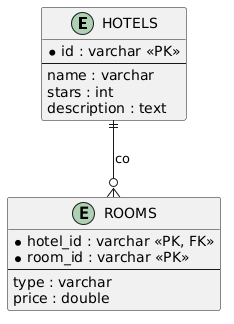 E HOTELS
* id : varchar «PK»
name : varchar
stars : int
description : text
co
E ROOMS
* hotel_id : varchar «PK, FK»
* room_id : varchar «PK»
type : varchar
price : double